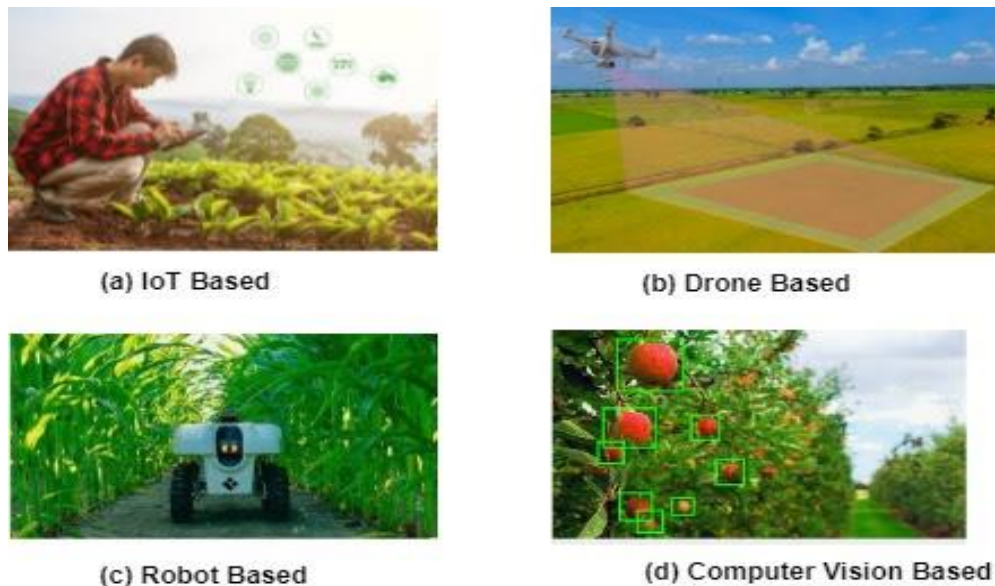 (a) IoT Based
(b) Drone Based
(c) Robot Based
(d) Computer Vision Based